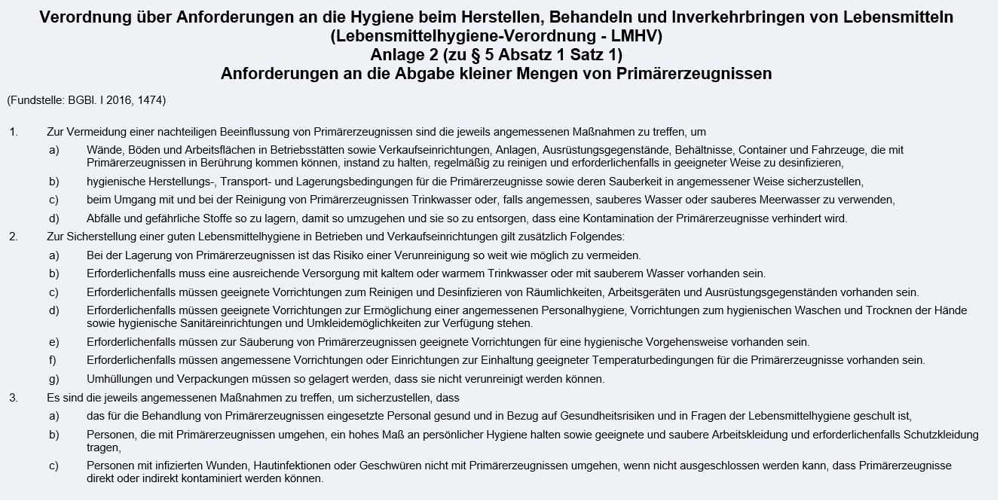 Verordnung über Anforderungen an die Hygiene beim Herstellen, Behandeln und Inverkehrbringen von Lebensmitteln
(Lebensmittelhygiene-Verordnung - LMHV)
Anlage 2 (zu § 5 Absatz 1 Satz 1)
Anforderungen an die Abgabe kleiner Mengen von Primärerzeugnissen
(Fundstelle: BGBl. I 2016, 1474)
1. Zur Vermeidung einer nachteiligen Beeinflussung von Primärerzeugnissen sind die jeweils angemessenen Maßnahmen zu treffen, um
a) Wände, Böden und Arbeitsflächen in Betriebsstätten sowie Verkaufseinrichtungen, Anlagen, Ausrüstungsgegenstände, Behältnisse, Container und Fahrzeuge, die mit
Primärerzeugnissen in Berührung kommen können, instand zu halten, regelmäßig zu reinigen und erforderlichenfalls in geeigneter Weise zu desinfizieren,
b) hygienische Herstellungs-, Transport- und Lagerungsbedingungen für die Primärerzeugnisse sowie deren Sauberkeit in angemessener Weise sicherzustellen,
c) beim Umgang mit und bei der Reinigung von Primärerzeugnissen Trinkwasser oder, falls angemessen, sauberes Wasser oder sauberes Meerwasser zu verwenden,
d) Abfälle und gefährliche Stoffe so zu lagern, damit so umzugehen und sie so zu entsorgen, dass eine Kontamination der Primärerzeugnisse verhindert wird.
2. Zur Sicherstellung einer guten Lebensmittelhygiene in Betrieben und Verkaufseinrichtungen gilt zusätzlich Folgendes:
a) Bei der Lagerung von Primärerzeugnissen ist das Risiko einer Verunreinigung so weit wie möglich zu vermeiden.
b) Erforderlichenfalls muss eine ausreichende Versorgung mit kaltem oder warmem Trinkwasser oder mit sauberem Wasser vorhanden sein.
c) Erforderlichenfalls müssen geeignete Vorrichtungen zum Reinigen und Desinfizieren von Räumlichkeiten, Arbeitsgeräten und Ausrüstungsgegenständen vorhanden sein.
d) Erforderlichenfalls müssen geeignete Vorrichtungen zur Ermöglichung einer angemessenen Personalhygiene, Vorrichtungen zum hygienischen Waschen und Trocknen der Hände
sowie hygienische Sanitäreinrichtungen und Umkleidemöglichkeiten zur Verfügung stehen.
e) Erforderlichenfalls müssen zur Säuberung von Primärerzeugnissen geeignete Vorrichtungen für eine hygienische Vorgehensweise vorhanden sein.
f) Erforderlichenfalls müssen angemessene Vorrichtungen oder Einrichtungen zur Einhaltung geeigneter Temperaturbedingungen für die Primärerzeugnisse vorhanden sein.
g) Umhüllungen und Verpackungen müssen so gelagert werden, dass sie nicht verunreinigt werden können.
3. Es sind die jeweils angemessenen Maßnahmen zu treffen, um sicherzustellen, dass
a) das für die Behandlung von Primärerzeugnissen eingesetzte Personal gesund und in Bezug auf Gesundheitsrisiken und in Fragen der Lebensmittelhygiene geschult ist,
b) Personen, die mit Primärerzeugnissen umgehen, ein hohes Maß an persönlicher Hygiene halten sowie geeignete und saubere Arbeitskleidung und erforderlichenfalls Schutzkleidung
tragen,
c) Personen mit infizierten Wunden, Hautinfektionen oder Geschwüren nicht mit Primärerzeugnissen umgehen, wenn nicht ausgeschlossen werden kann, dass Primärerzeugnisse
direkt oder indirekt kontaminiert werden können.